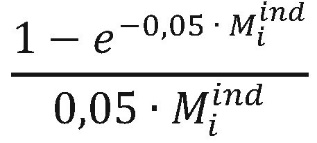 1 − e^{−0,05 · M_i^{ind}}
0,05 · M_i^{ind}